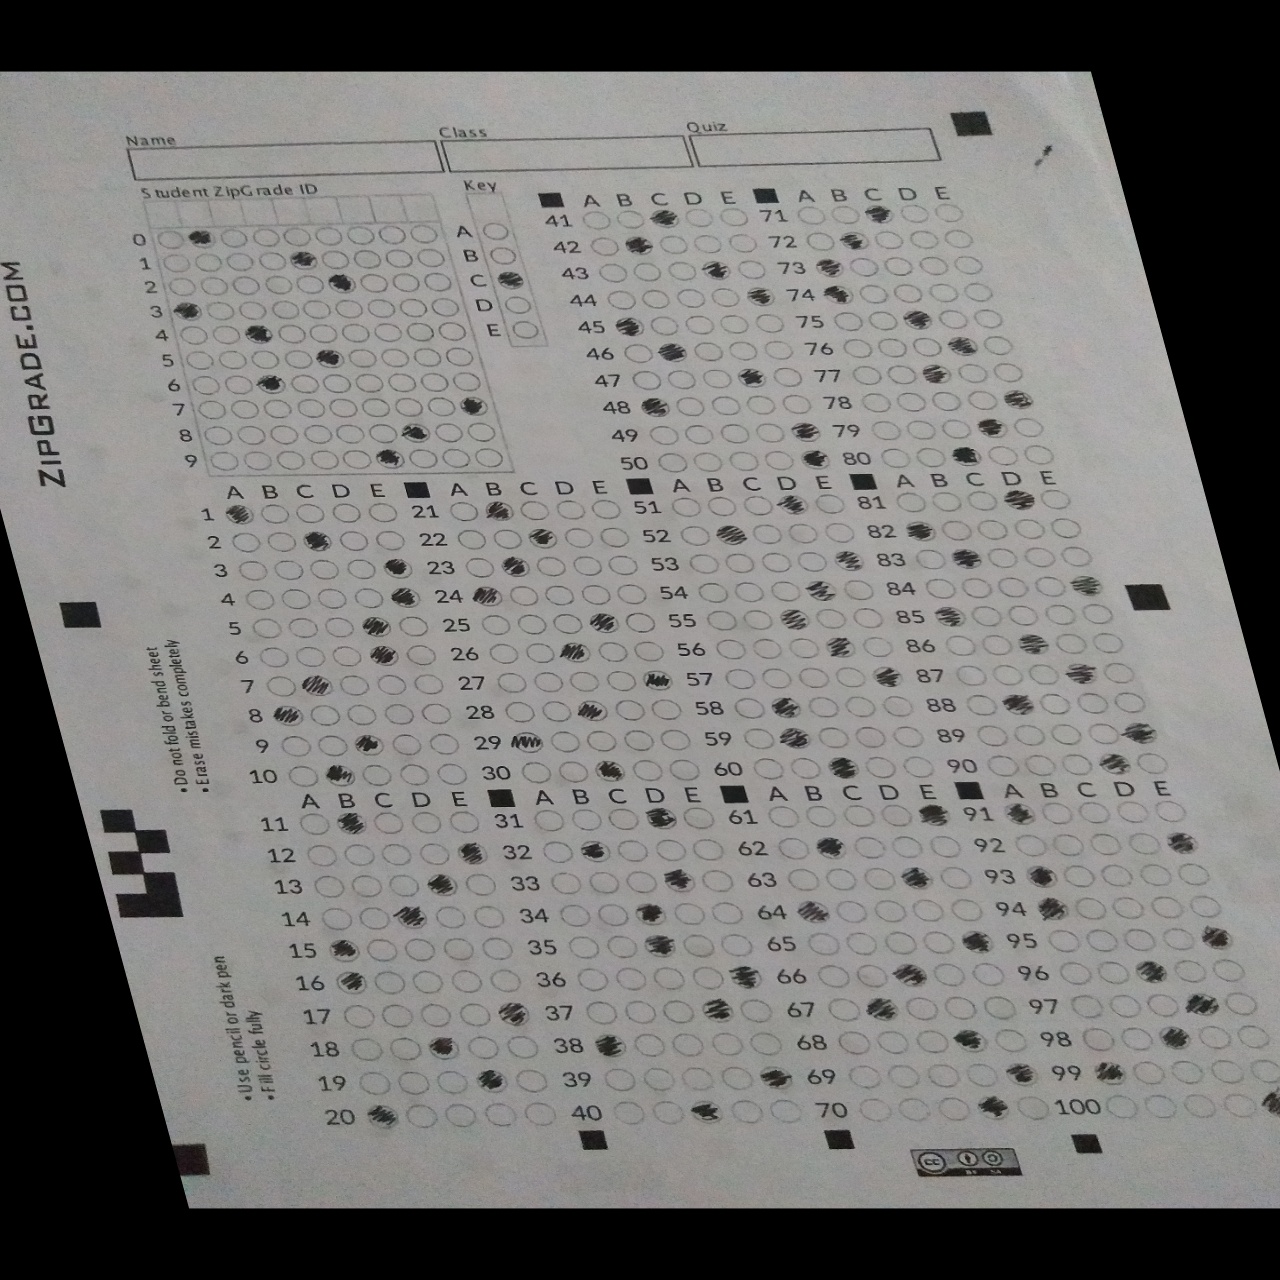 Name Class Quiz
Student ZipGrade ID Key
ZIPGRADE.COM
0
1
2
3
4
5
6
7
8
9
A
B
C
D
E
A B C D E A B C D E
41 71
42 72
43 73
44 74
45 75
46 76
47 77
48 78
49 79
50 80
A B C D E A B C D E A B C D E A B C D E
1 21 51 81
2 22 52 82
3 23 53 83
4 24 54 84
5 25 55 85
6 26 56 86
7 27 57 87
8 28 58 88
9 29 59 89
10 30 60 90
A B C D E A B C D E A B C D E A B C D E
11 31 61 91
12 32 62 92
13 33 63 93
14 34 64 94
15 35 65 95
16 36 66 96
17 37 67 97
18 38 68 98
19 39 69 99
20 40 70 100
•Do not fold or bend sheet
•Erase mistakes completely
•Use pencil or dark pen
•Fill circle fully
cc